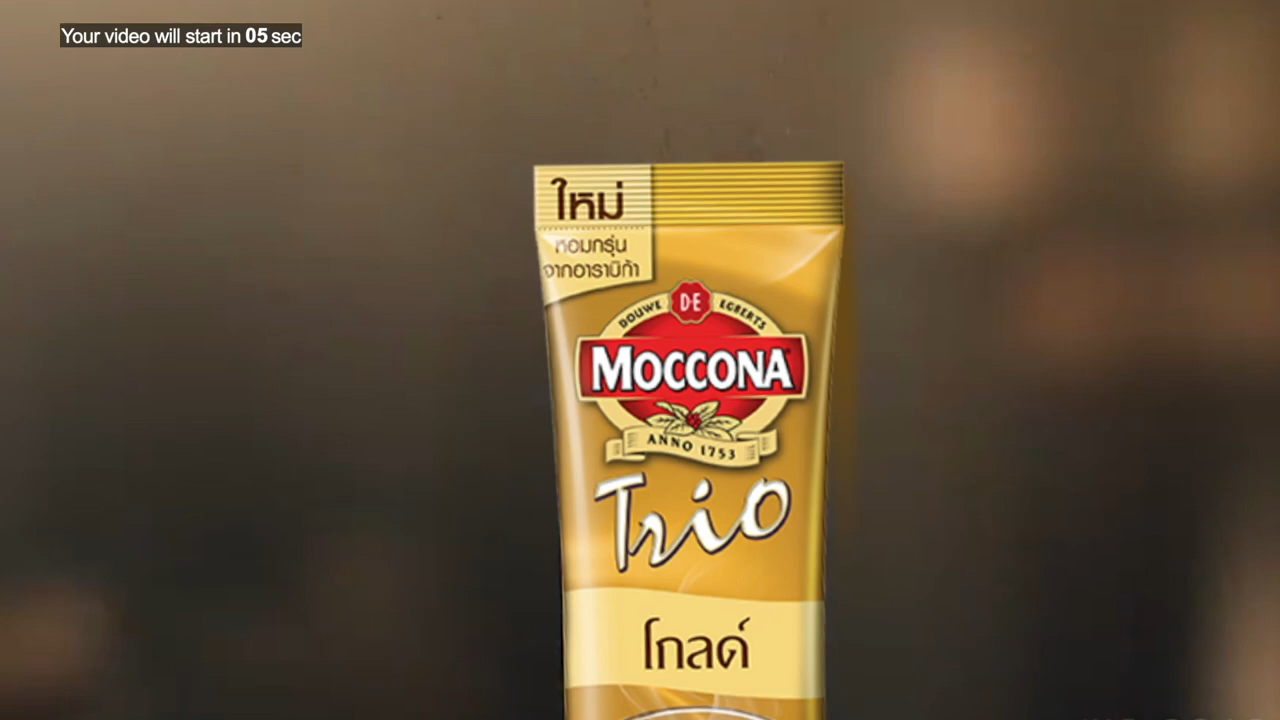 Your video will start in 05 sec
ใหม่
หอมกรุ่น
จากอาราบิก้า
D·E
DOUWE EGBERTS
MOCCONA
ANNO 1753
Trio
โกลด์